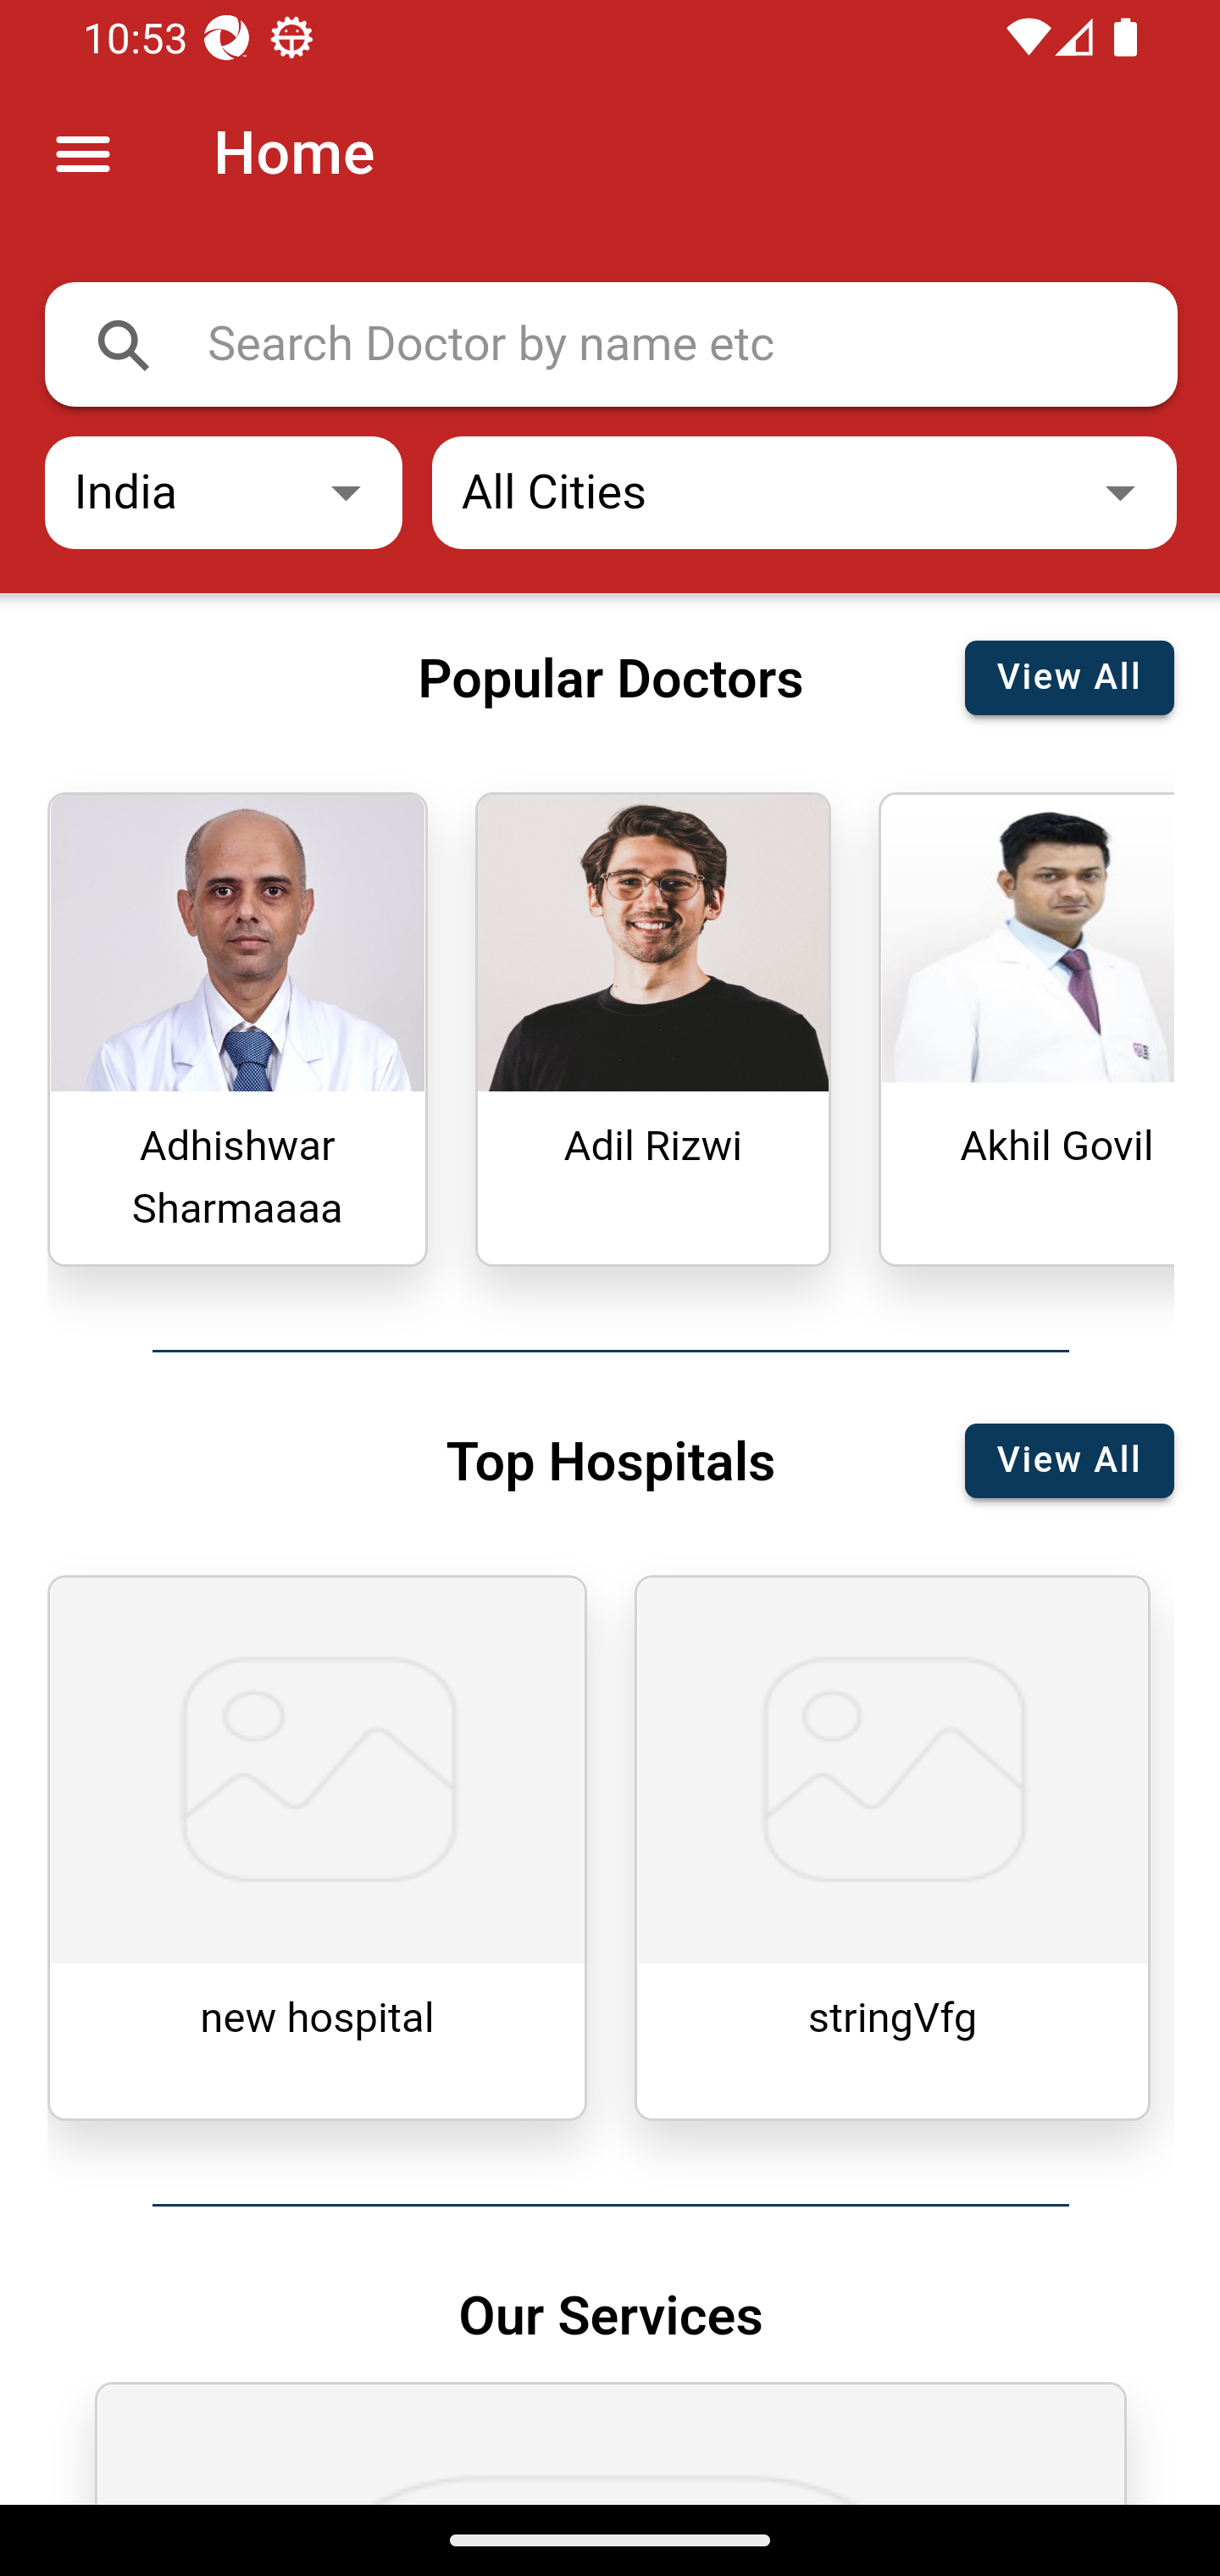 10:53
Home
Search Doctor by name etc
India
All Cities
Popular Doctors
View All
Adhishwar
Sharmaaaa
Adil Rizwi
Akhil Govil
Top Hospitals
View All
new hospital
stringVfg
Our Services